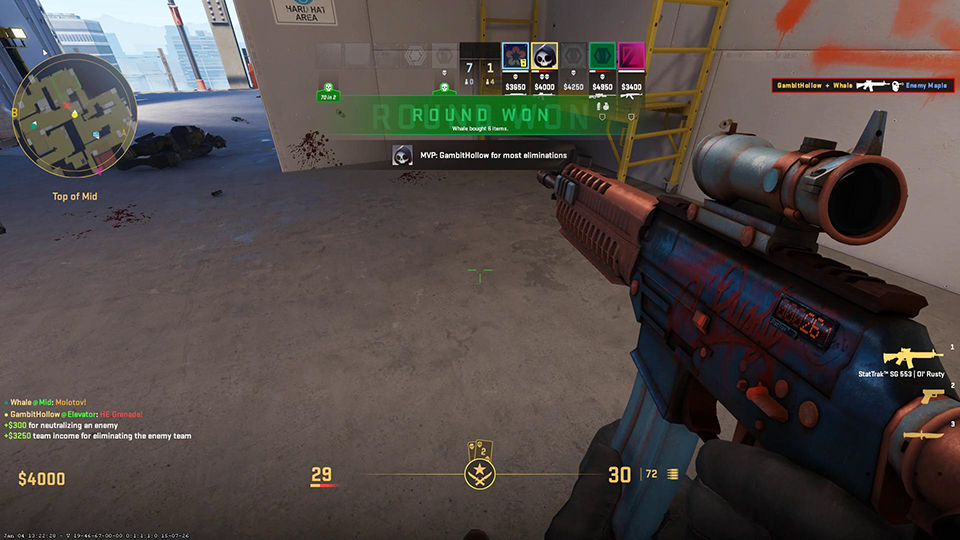 HARD HAT
AREA
7 1
0 4
$3650 $4000 $4250 $4950 $3400
70 in 2
ROUND WON
Whale bought 6 items.
MVP: GambitHollow for most eliminations
GambitHollow + Whale Enemy Maple
B
Top of Mid
Whale@Mid: Molotov!
GambitHollow@Elevator: HE Grenade!
+$300 for neutralizing an enemy
+$3250 team income for eliminating the enemy team
1
StatTrak™ SG 553 | Ol' Rusty
2
3
2
$4000
29
30 | 72